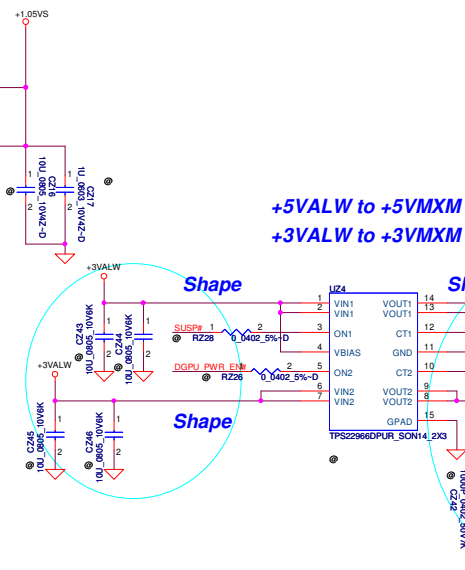 +1.05VS
1
2
CZ16
10U_0805_10V4Z~D
@
1
2
CZ17
1U_0603_10V4Z~D
@
+5VALW to +5VMXM
+3VALW to +3VMXM
+3VALW
Shape
1
2
CZ43
10U_0805_10V6K
@
1
2
CZ44
10U_0805_10V6K
@
SUSP# 1 2
@ RZ28 0_0402_5%~D
DGPU_PWR_EN# 1 2
@ RZ26 0_0402_5%~D
+3VALW
Shape
1
2
CZ45
10U_0805_10V6K
@
1
2
CZ46
10U_0805_10V6K
@
UZ4
1 VIN1 VOUT1 14
2 VIN1 VOUT1 13
3 ON1 CT1 12
4 VBIAS GND 11
5 ON2 CT2 10
6 VIN2 VOUT2 9
7 VIN2 VOUT2 8
GPAD 15
TPS22966DPUR_SON14_2X3
@
@
CZ42